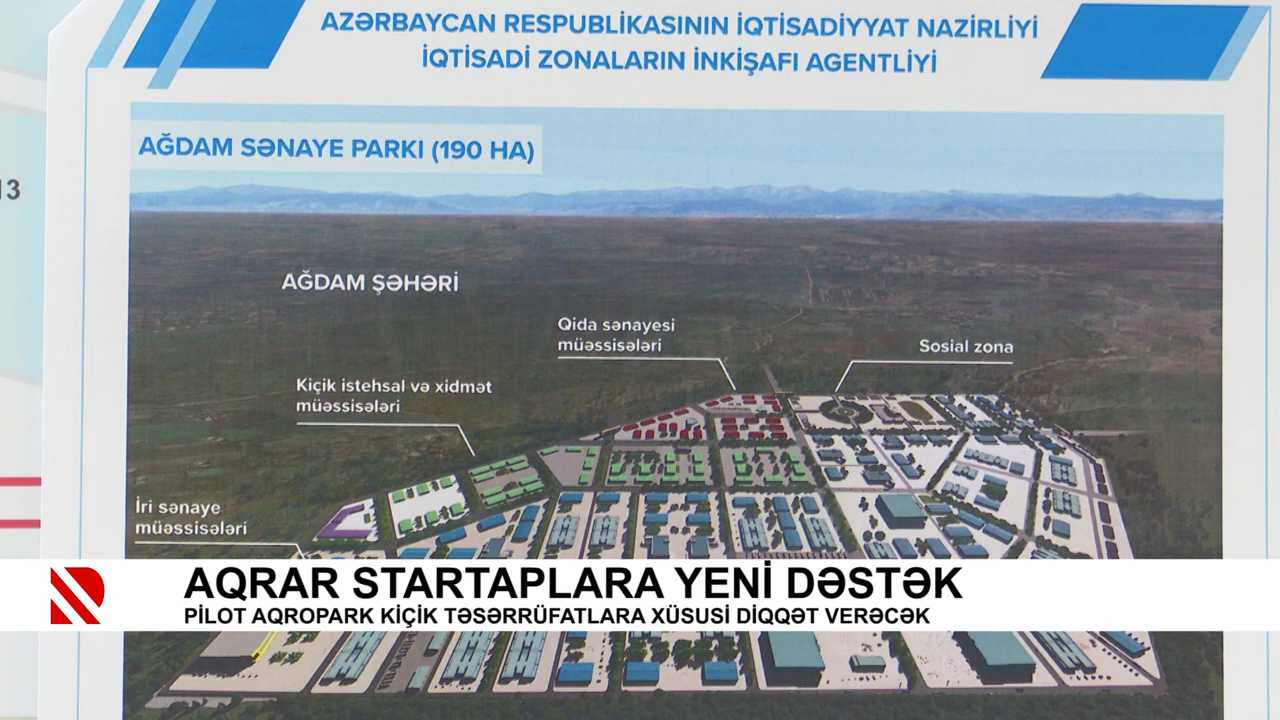 AZƏRBAYCAN RESPUBLİKASININ İQTİSADİYYAT NAZİRLİYİ
İQTİSADİ ZONALARIN İNKİŞAFI AGENTLİYİ
AĞDAM SƏNAYE PARKI (190 HA)
13
AĞDAM ŞƏHƏRİ
Qida sənayesi
müəssisələri
Sosial zona
Kiçik istehsal və xidmət
müəssisələri
İri sənaye
müəssisələri
AQRAR STARTAPLARA YENİ DƏSTƏK
PİLOT AQROPARK KİÇİK TƏSƏRRÜFATLARA XÜSUSİ DİQQƏT VERƏCƏK